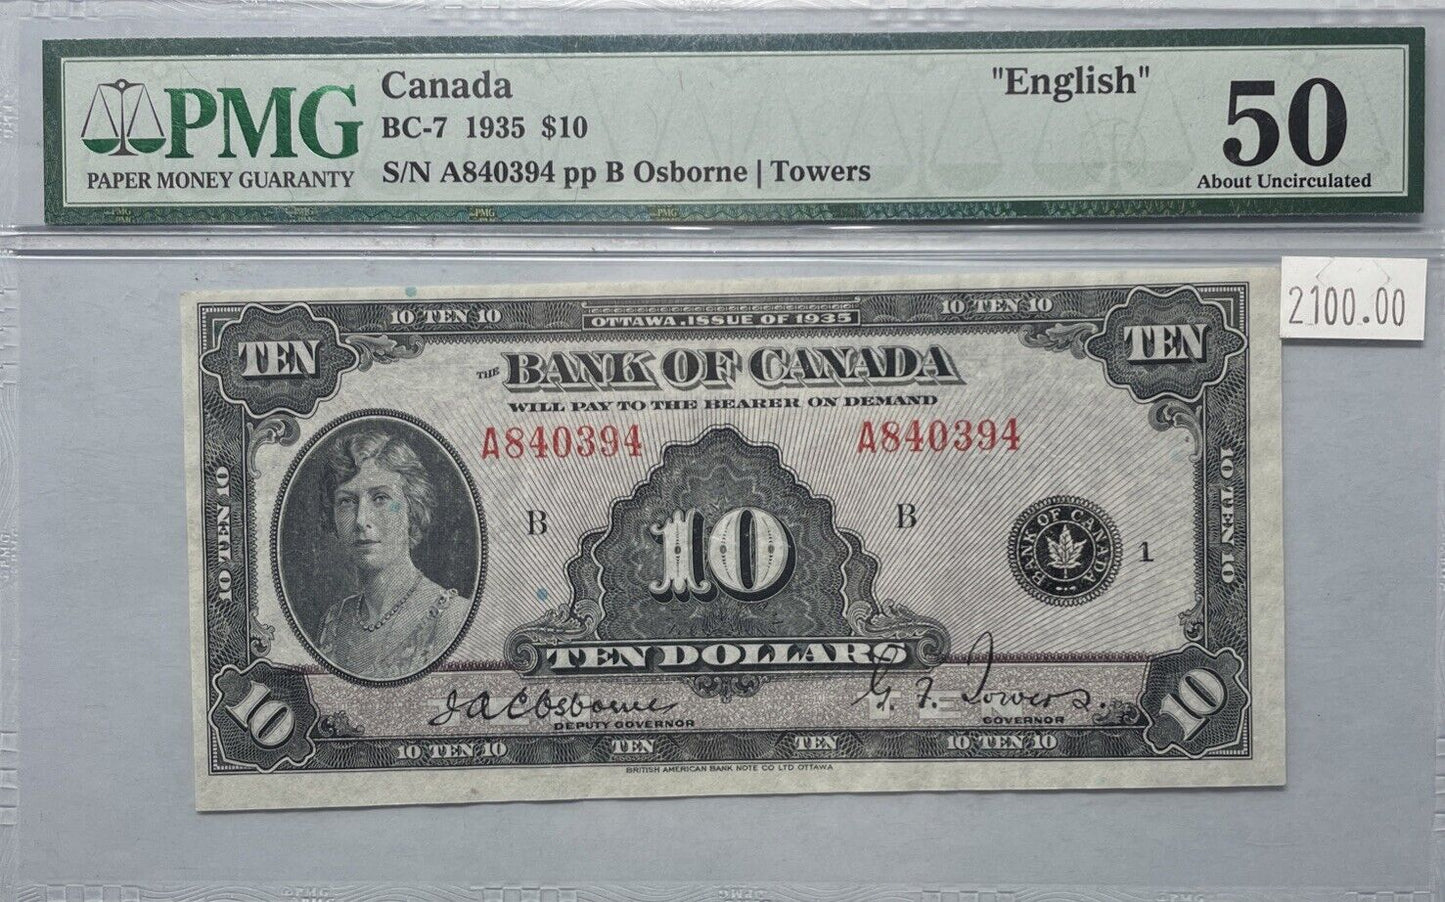 PMG
PAPER MONEY GUARANTY
Canada
"English"
BC-7 1935 $10
S/N A840394 pp B Osborne | Towers
50
About Uncirculated
2100.00
10 TEN 10
OTTAWA, ISSUE OF 1935
10 TEN 10
TEN
TEN
THE BANK OF CANADA
WILL PAY TO THE BEARER ON DEMAND
A840394
A840394
10 TEN 10
10 TEN 10
B
B
10
BANK OF CANADA
1
TEN DOLLARS
10
10
J.A.C. Osborne
G. F. Towers.
TEN
DEPUTY GOVERNOR
GOVERNOR
10 TEN 10
TEN
TEN
10 TEN 10
BRITISH AMERICAN BANK NOTE CO LTD OTTAWA